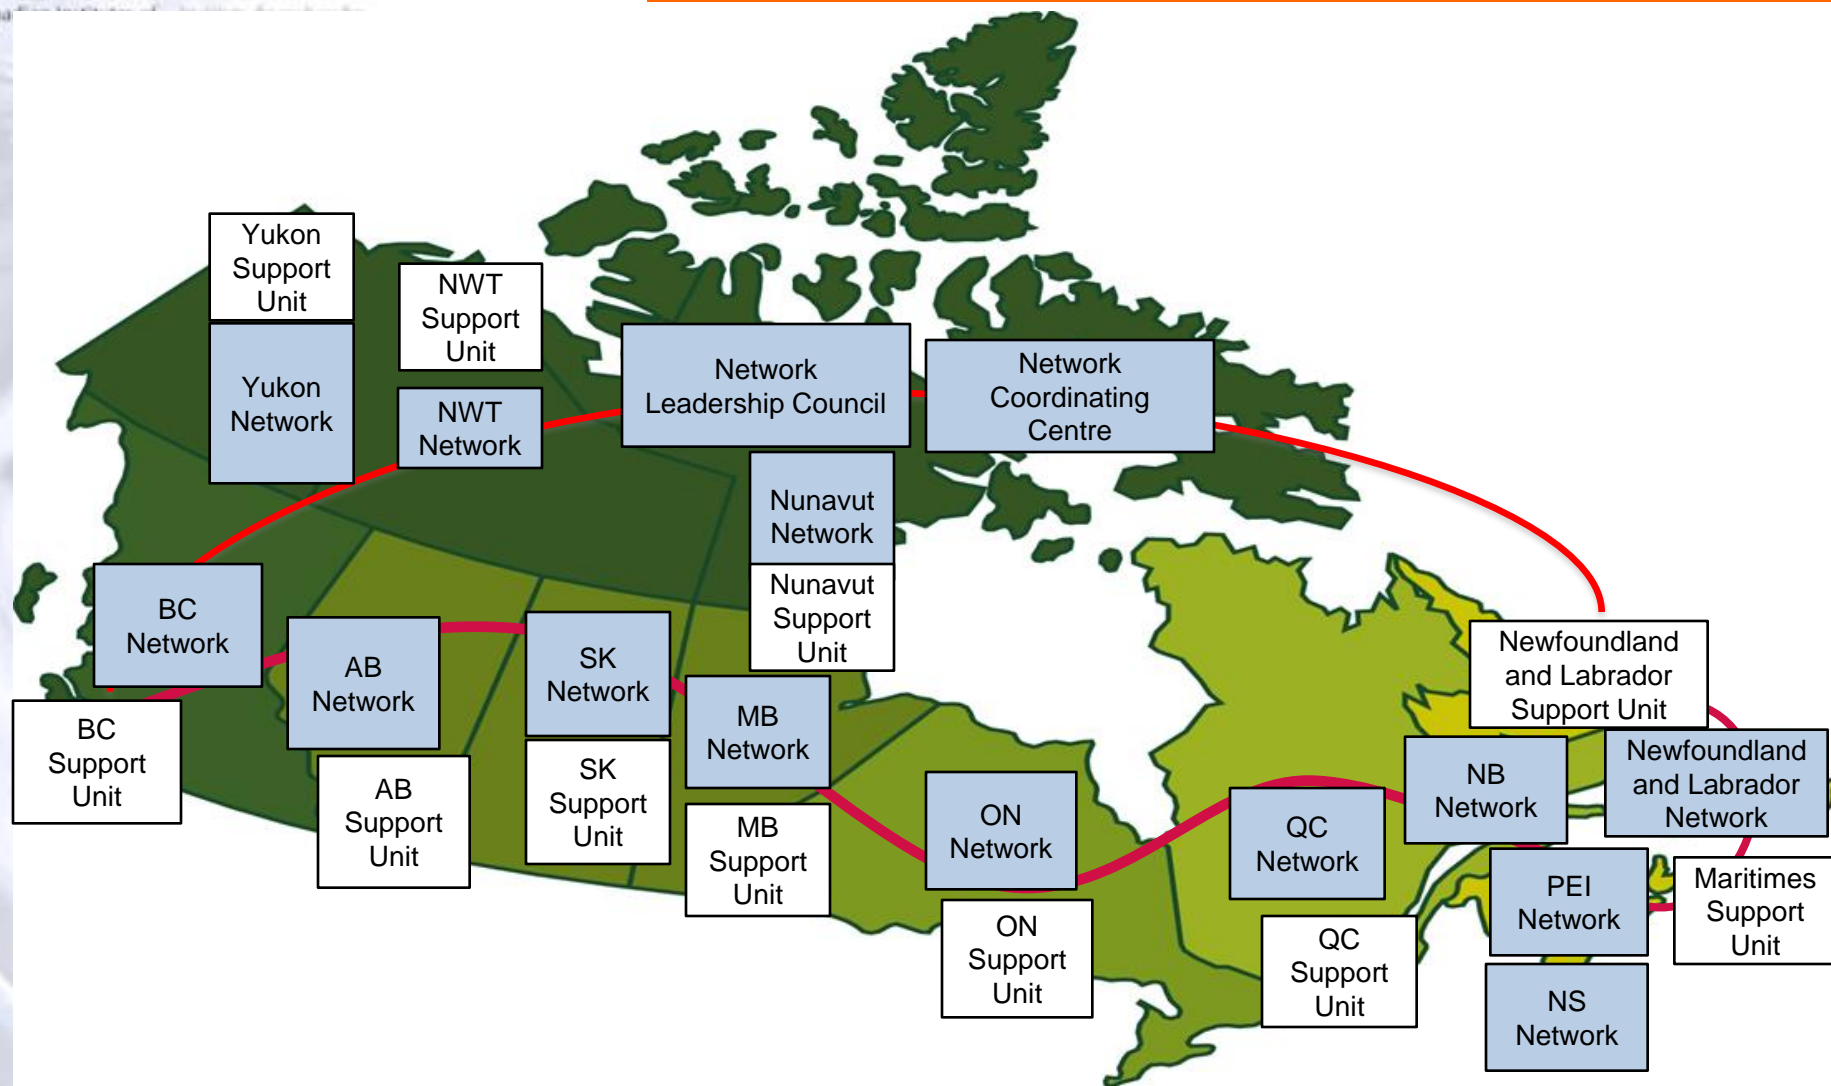 Yukon
Support
Unit
NWT
Support
Unit
Yukon
Network
NWT
Network
Network
Leadership Council
Network
Coordinating
Centre
Nunavut
Network
Nunavut
Support
Unit
BC
Network
BC
Support
Unit
AB
Network
AB
Support
Unit
SK
Network
SK
Support
Unit
MB
Network
MB
Support
Unit
ON
Network
ON
Support
Unit
QC
Network
QC
Support
Unit
NB
Network
Newfoundland
and Labrador
Support Unit
Newfoundland
and Labrador
Network
PEI
Network
Maritimes
Support
Unit
NS
Network